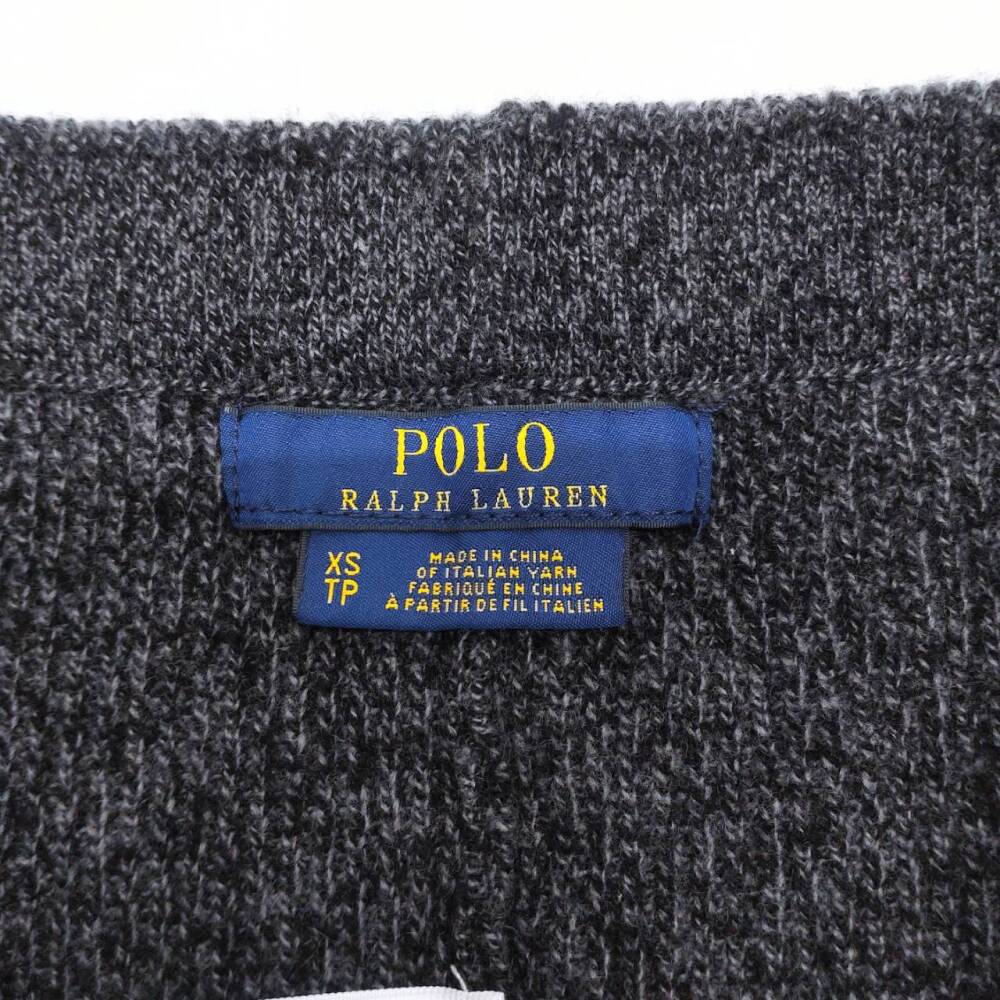 POLO
RALPH LAUREN
XS
TP
MADE IN CHINA
OF ITALIAN YARN
FABRIQUÉ EN CHINE
À PARTIR DE FIL ITALIEN